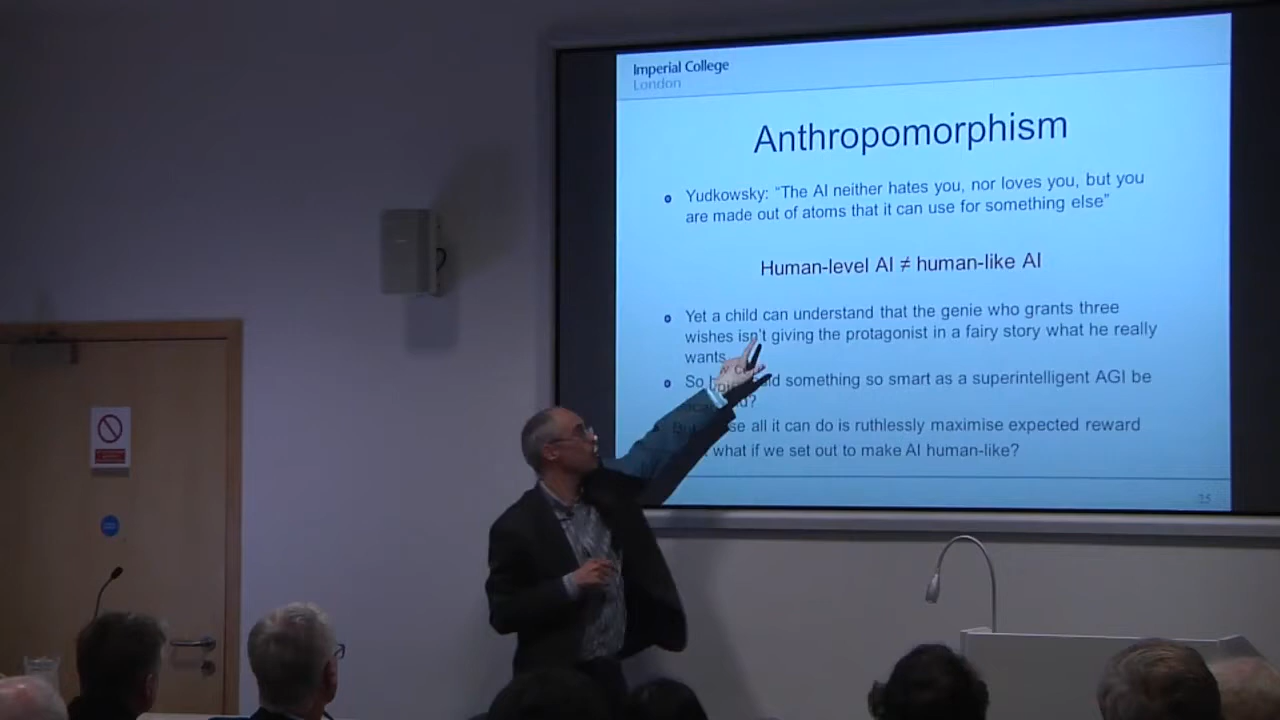 Imperial College
London
Anthropomorphism
Yudkowsky: “The AI neither hates you, nor loves you, but you
are made out of atoms that it can use for something else”
Human-level AI ≠ human-like AI
Yet a child can understand that the genie who grants three
wishes isn't giving the protagonist in a fairy story what he really
wants
So something so smart as a superintelligent AGI be
all it can do is ruthlessly maximise expected reward
what if we set out to make AI human-like?